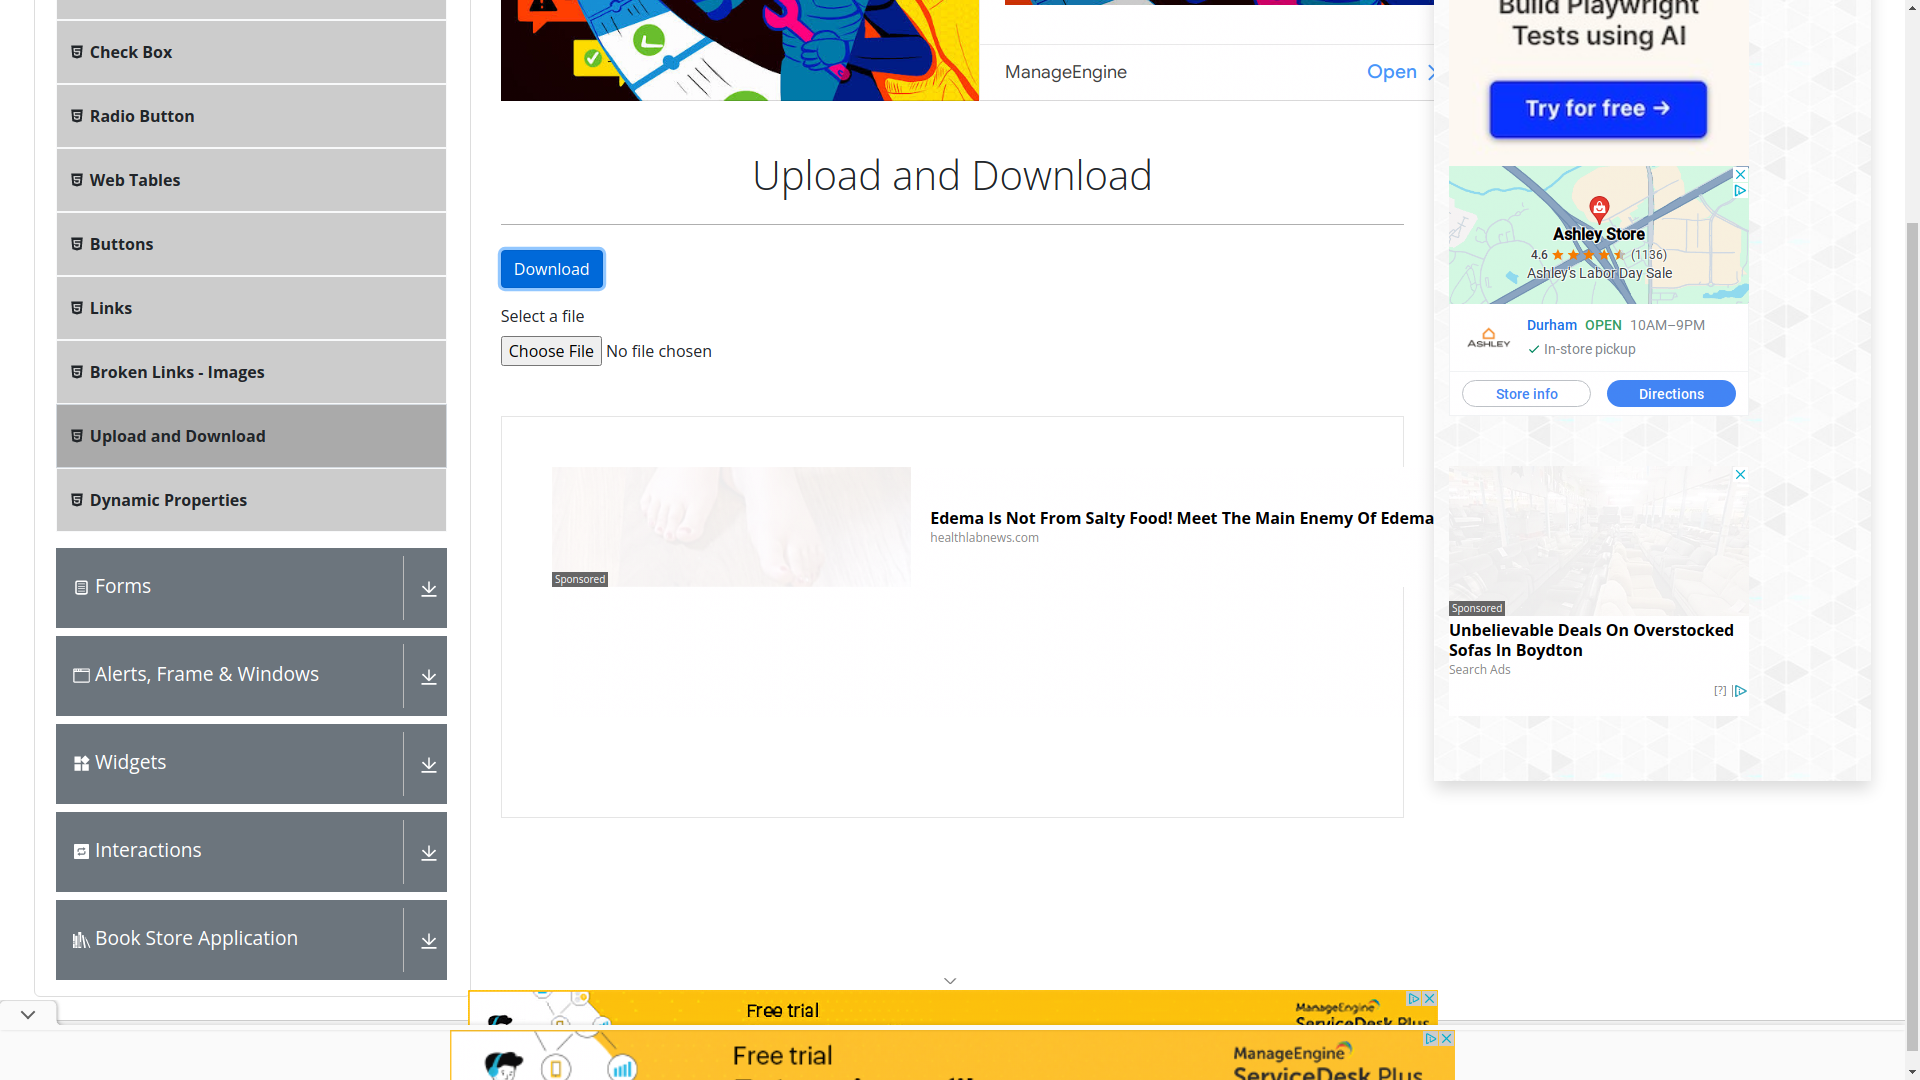 Check Box
Radio Button
Web Tables
Buttons
Links
Broken Links - Images
Upload and Download
Dynamic Properties
Forms
Alerts, Frame & Windows
Widgets
Interactions
Book Store Application
ManageEngine
Open
Upload and Download
Download
Select a file
Choose File No file chosen
Edema Is Not From Salty Food! Meet The Main Enemy Of Edema
healthlabnews.com
Sponsored
Build Playwright
Tests using AI
Try for free →
Ashley Store
4.6 (1136)
Ashley's Labor Day Sale
ASHLEY
Durham OPEN 10AM–9PM
In-store pickup
Store info
Directions
Sponsored
Unbelievable Deals On Overstocked
Sofas In Boydton
Search Ads
[?]
Free trial
ManageEngine
ServiceDesk Plus
Free trial
ManageEngine
ServiceDesk Plus